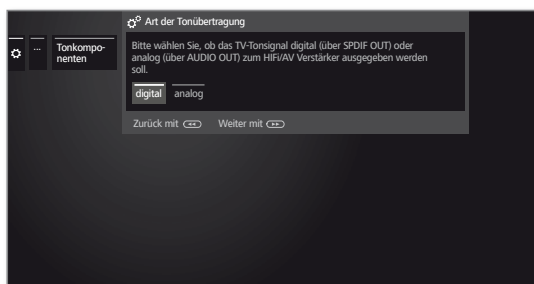 Art der Tonübertragung
...
Tonkompo-
nenten
Bitte wählen Sie, ob das TV-Tonsignal digital (über SPDIF OUT) oder
analog (über AUDIO OUT) zum HiFi/AV Verstärker ausgegeben werden
soll.
digital analog
Zurück mit Weiter mit